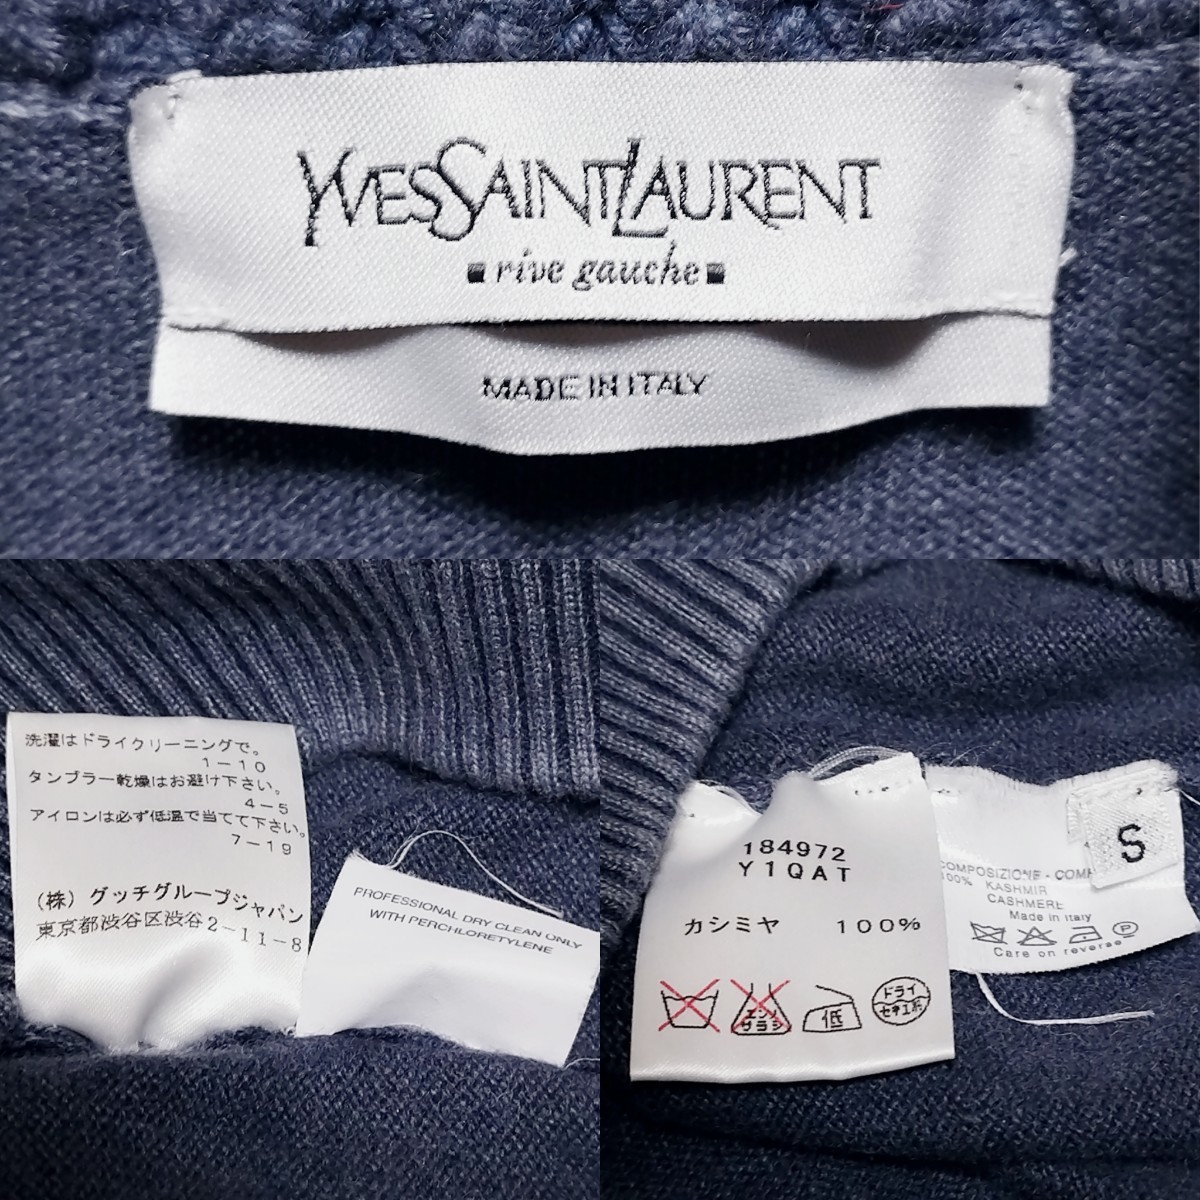 YVESSAINTLAURENT
rive gauche
MADE IN ITALY
洗濯はドライクリーニングで。
1-10
タンブラー乾燥はお避け下さい。
4-5
アイロンは必ず低温で当てて下さい。
7-19
(株) グッチグループジャパン
東京都渋谷区渋谷2-11-8
PROFESSIONAL DRY CLEAN ONLY
WITH PERCHLORETYLENE
184972
Y1QAT
カシミヤ 100%
エンソ
サラシ
低
ドライ
セキユ系
S
COMPOSIZIONE - COMP
100% KASHMIR
CASHMERE
Made in Italy
P
Care on reverse